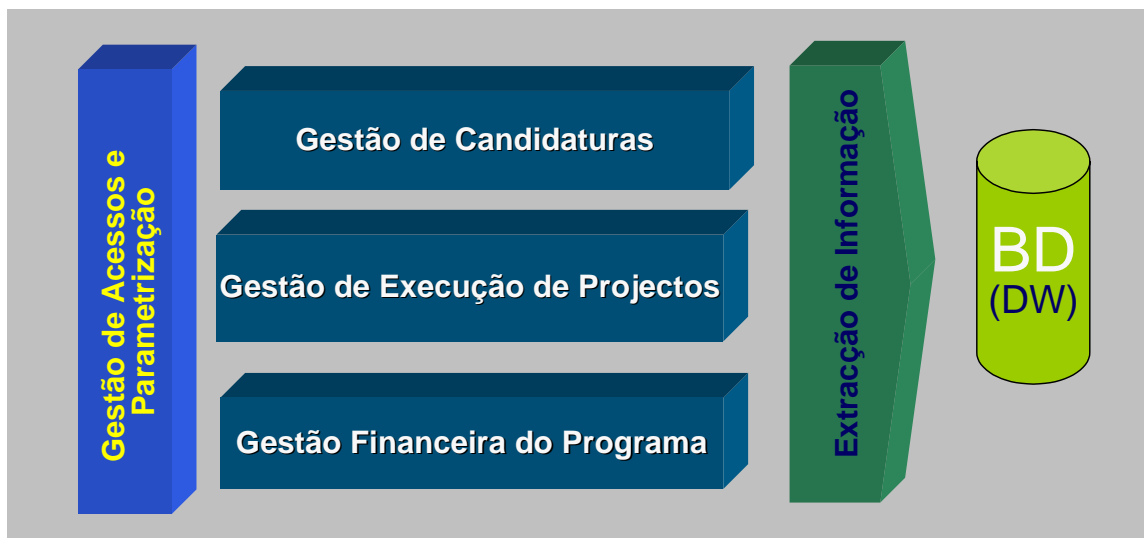 Gestão de Acessos e
Parametrização
Gestão de Candidaturas
Gestão de Execução de Projectos
Gestão Financeira do Programa
Extracção de Informação
BD
(DW)